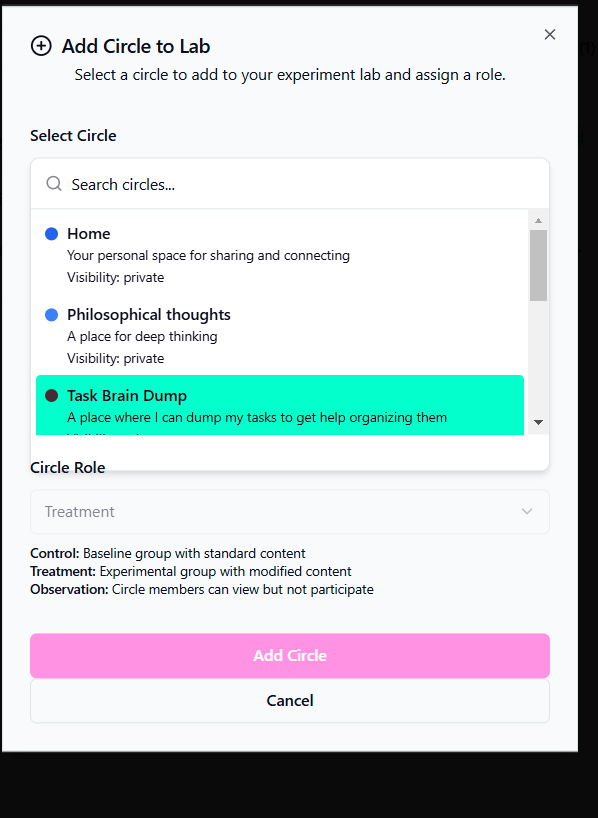 Add Circle to Lab
Select a circle to add to your experiment lab and assign a role.
Select Circle
Search circles...
Home
Your personal space for sharing and connecting
Visibility: private
Philosophical thoughts
A place for deep thinking
Visibility: private
Task Brain Dump
A place where I can dump my tasks to get help organizing them
Circle Role
Treatment
Control: Baseline group with standard content
Treatment: Experimental group with modified content
Observation: Circle members can view but not participate
Add Circle
Cancel